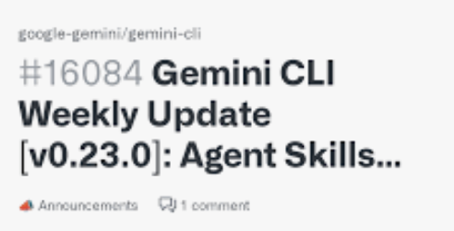 google-gemini/gemini-cli
#16084 Gemini CLI
Weekly Update
[v0.23.0]: Agent Skills...
Announcements 1 comment